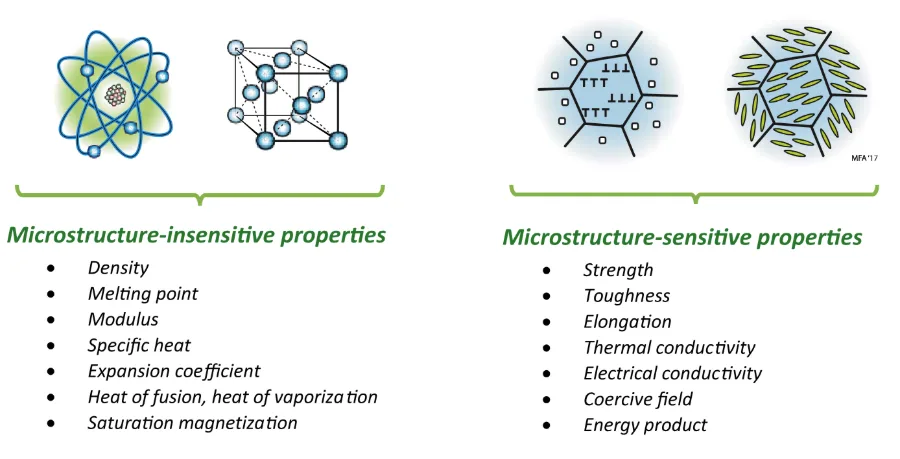 MFA '17
Microstructure-insensitive properties
• Density
• Melting point
• Modulus
• Specific heat
• Expansion coefficient
• Heat of fusion, heat of vaporization
• Saturation magnetization
Microstructure-sensitive properties
• Strength
• Toughness
• Elongation
• Thermal conductivity
• Electrical conductivity
• Coercive field
• Energy product